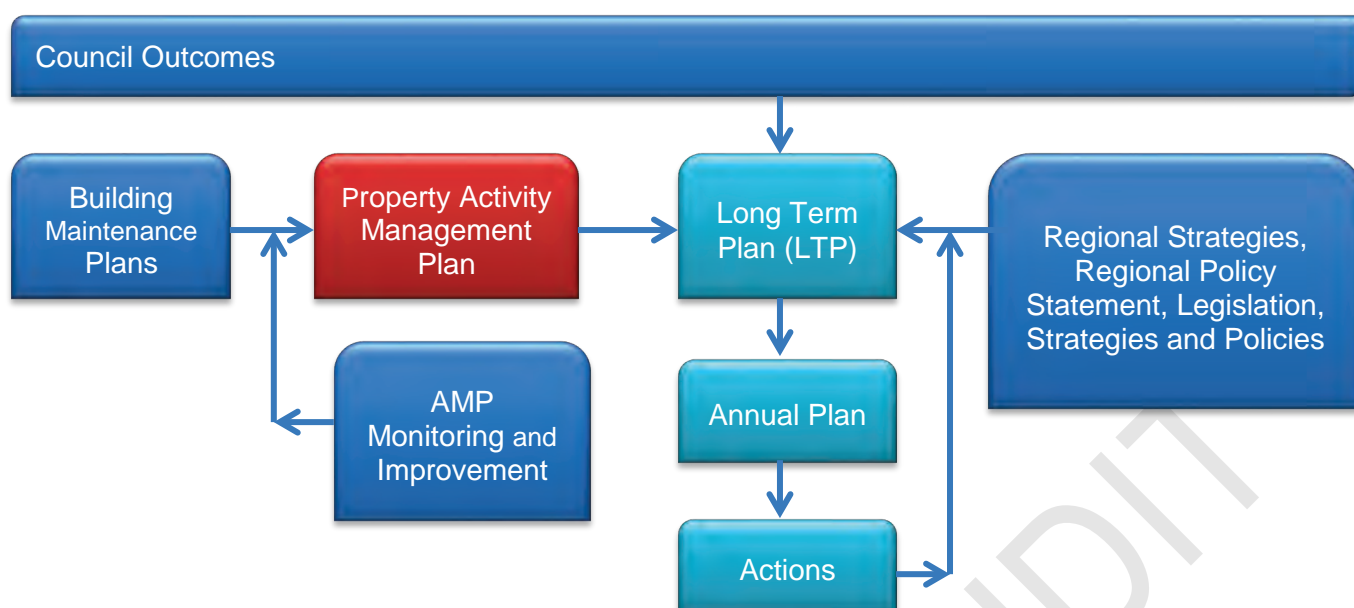 Council Outcomes
Building
Maintenance
Plans
Property Activity
Management
Plan
Long Term
Plan (LTP)
Regional Strategies,
Regional Policy
Statement, Legislation,
Strategies and Policies
AMP
Monitoring and
Improvement
Annual Plan
Actions